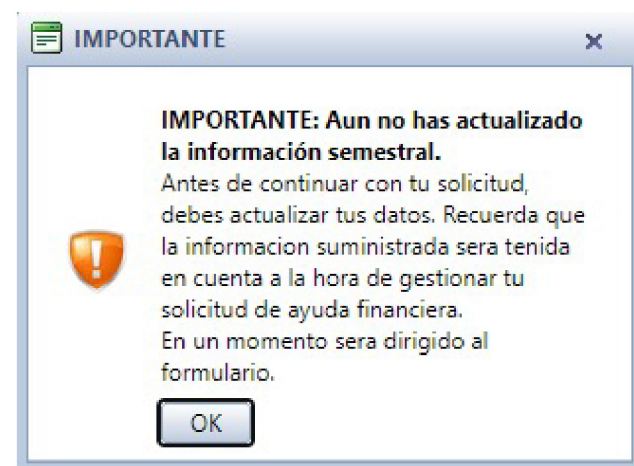 IMPORTANTE
IMPORTANTE: Aun no has actualizado
la información semestral.
Antes de continuar con tu solicitud,
debes actualizar tus datos. Recuerda que
la informacion suministrada sera tenida
en cuenta a la hora de gestionar tu
solicitud de ayuda financiera.
En un momento sera dirigido al
formulario.
OK